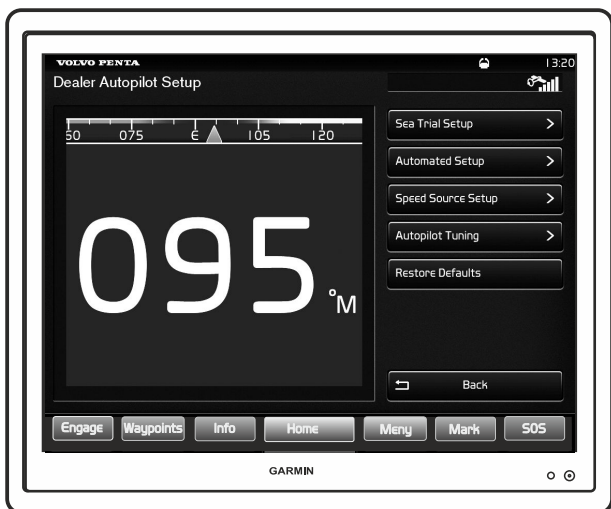 VOLVO PENTA 13:20
Dealer Autopilot Setup
60 075 E 105 120
095 °M
Sea Trial Setup >
Automated Setup >
Speed Source Setup >
Autopilot Tuning >
Restore Defaults
Back
Engage Waypoints Info Home Meny Mark SOS
GARMIN